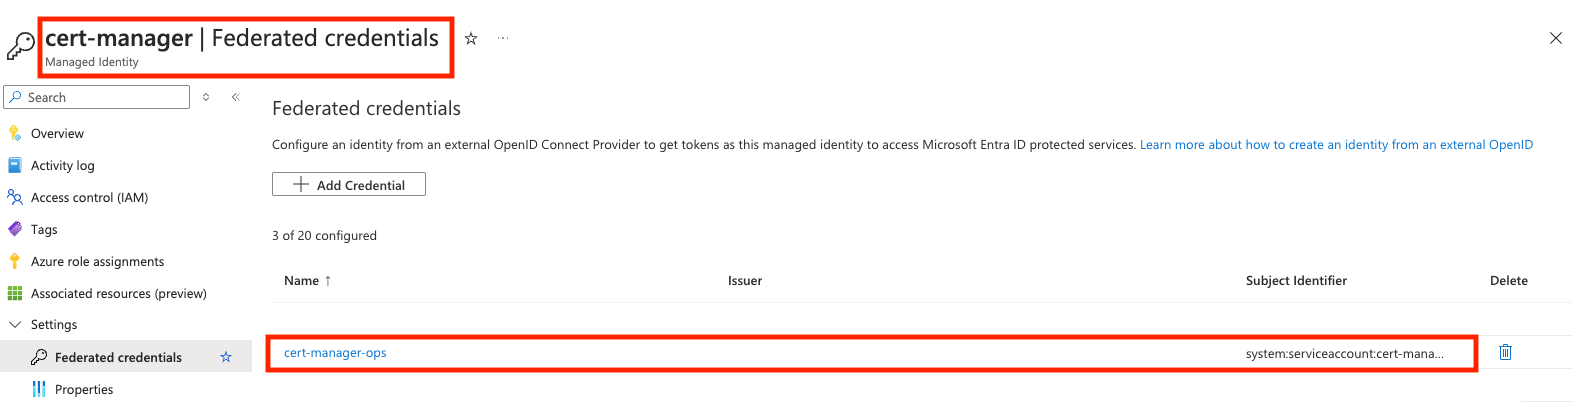 cert-manager | Federated credentials
Managed Identity
Search
Overview
Activity log
Access control (IAM)
Tags
Azure role assignments
Associated resources (preview)
Settings
Federated credentials
Properties
Federated credentials
Configure an identity from an external OpenID Connect Provider to get tokens as this managed identity to access Microsoft Entra ID protected services. Learn more about how to create an identity from an external OpenID
Add Credential
3 of 20 configured
Name ↑ Issuer Subject Identifier Delete
cert-manager-ops system:serviceaccount:cert-mana...